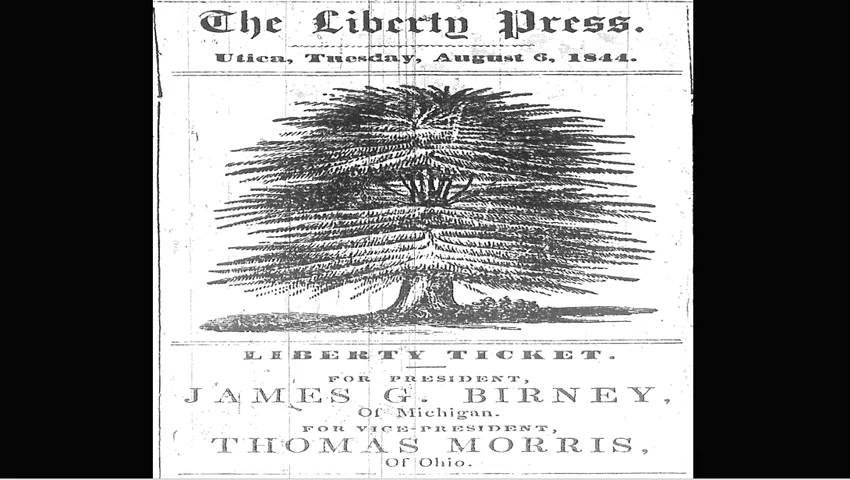 The Liberty Press.
Utica, Tuesday, August 6, 1844.
LIBERTY TICKET.
FOR PRESIDENT,
JAMES G. BIRNEY,
Of Michigan.
FOR VICE-PRESIDENT,
THOMAS MORRIS,
Of Ohio.